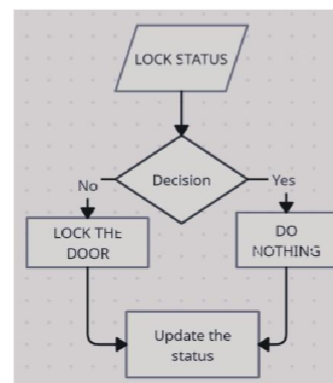 LOCK STATUS
Decision
No
Yes
LOCK THE
DOOR
DO
NOTHING
Update the
status